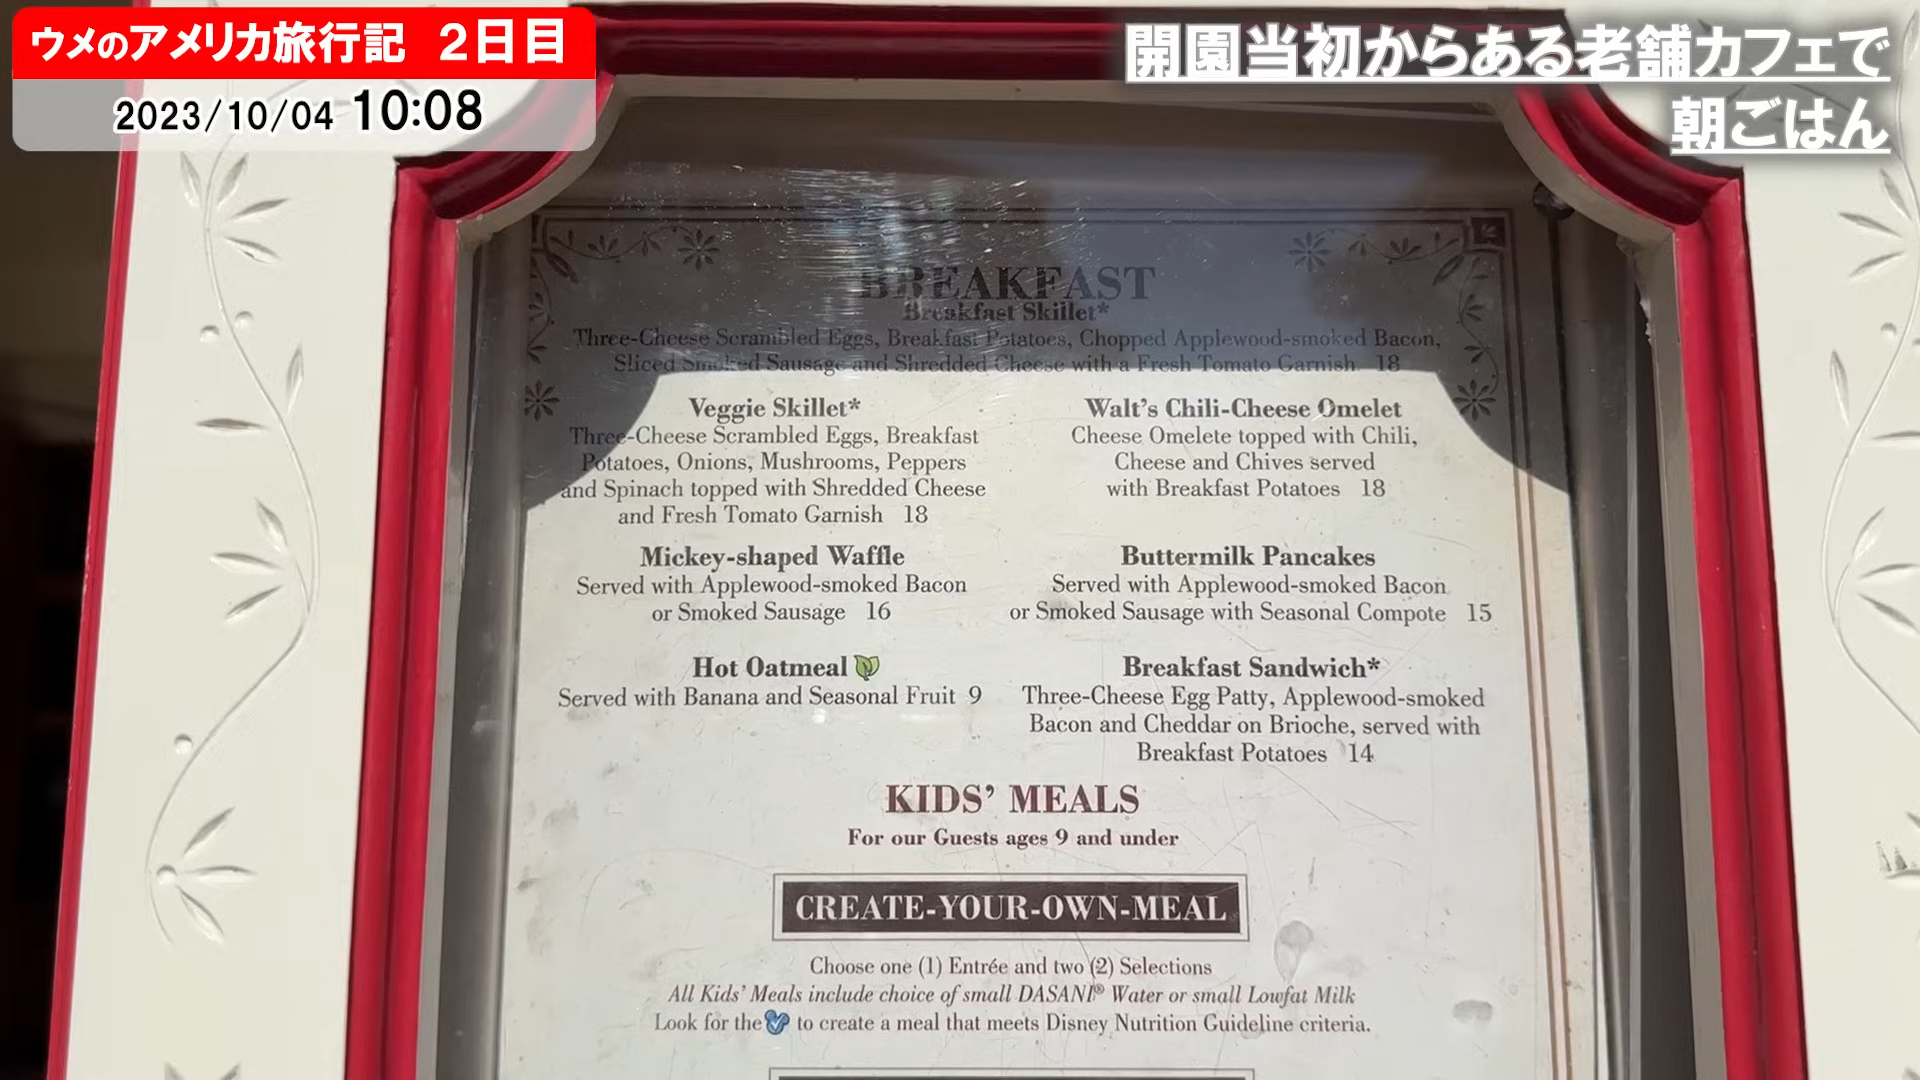 ウメのアメリカ旅行記 2日目
2023/10/04 10:08
開園当初からある老舗カフェで
朝ごはん
BREAKFAST
Breakfast Skillet*
Three-Cheese Scrambled Eggs, Breakfast Potatoes, Chopped Applewood-smoked Bacon,
Sliced Smoked Sausage and Shredded Cheese with a Fresh Tomato Garnish 18
Veggie Skillet*
Three-Cheese Scrambled Eggs, Breakfast
Potatoes, Onions, Mushrooms, Peppers
and Spinach topped with Shredded Cheese
and Fresh Tomato Garnish 18
Walt's Chili-Cheese Omelet
Cheese Omelete topped with Chili,
Cheese and Chives served
with Breakfast Potatoes 18
Mickey-shaped Waffle
Served with Applewood-smoked Bacon
or Smoked Sausage 16
Buttermilk Pancakes
Served with Applewood-smoked Bacon
or Smoked Sausage with Seasonal Compote 15
Hot Oatmeal
Served with Banana and Seasonal Fruit 9
Breakfast Sandwich*
Three-Cheese Egg Patty, Applewood-smoked
Bacon and Cheddar on Brioche, served with
Breakfast Potatoes 14
KIDS' MEALS
For our Guests ages 9 and under
CREATE-YOUR-OWN-MEAL
Choose one (1) Entrée and two (2) Selections
All Kids' Meals include choice of small DASANI® Water or small Lowfat Milk
Look for the to create a meal that meets Disney Nutrition Guideline criteria.